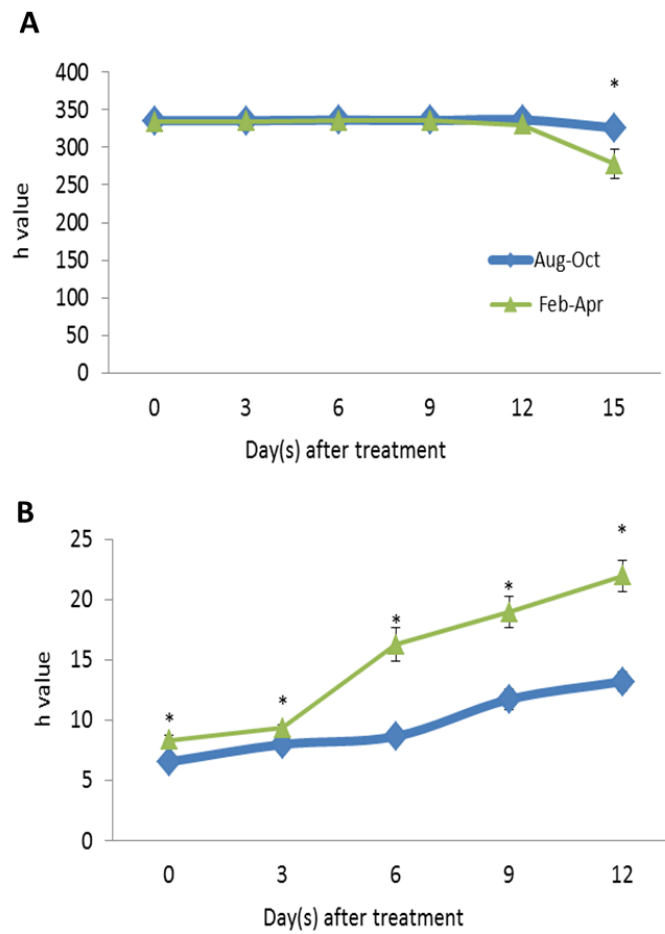 A
400
350
300
250
200
150
100
50
0
h value
*
Aug-Oct
Feb-Apr
0 3 6 9 12 15
Day(s) after treatment
B
25
20
15
10
5
0
h value
* * * * *
0 3 6 9 12
Day(s) after treatment